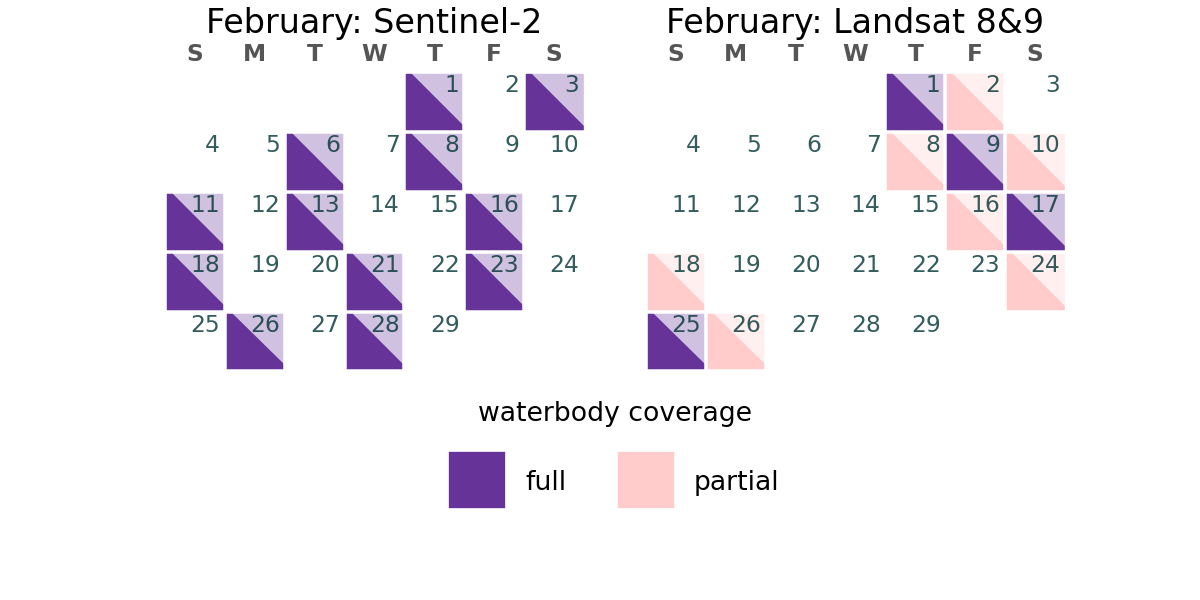 February: Sentinel-2
S M T W T F S
1 2 3
4 5 6 7 8 9 10
11 12 13 14 15 16 17
18 19 20 21 22 23 24
25 26 27 28 29
February: Landsat 8&9
S M T W T F S
1 2 3
4 5 6 7 8 9 10
11 12 13 14 15 16 17
18 19 20 21 22 23 24
25 26 27 28 29
waterbody coverage
full partial